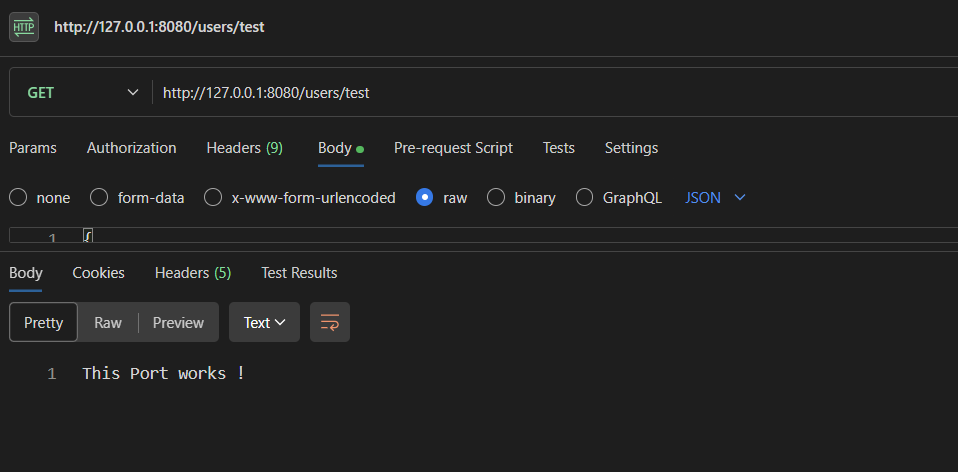 HTTP http://127.0.0.1:8080/users/test
GET http://127.0.0.1:8080/users/test
Params Authorization Headers (9) Body Pre-request Script Tests Settings
none form-data x-www-form-urlencoded raw binary GraphQL JSON
1 {
Body Cookies Headers (5) Test Results
Pretty Raw Preview Text
1 This Port works !